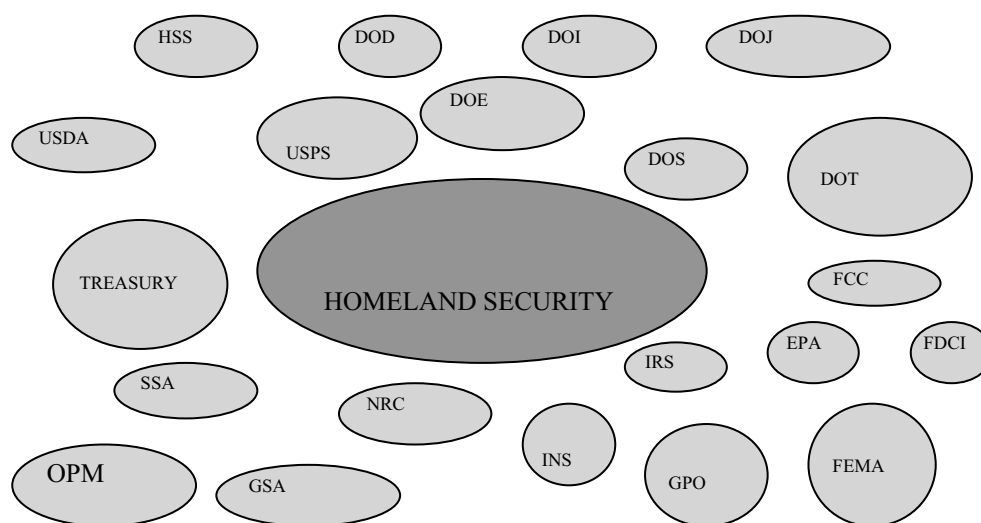 HSS
DOD
DOI
DOJ
DOE
USDA
USPS
DOS
DOT
TREASURY
HOMELAND SECURITY
FCC
EPA
FDCI
IRS
SSA
NRC
OPM
GSA
INS
GPO
FEMA